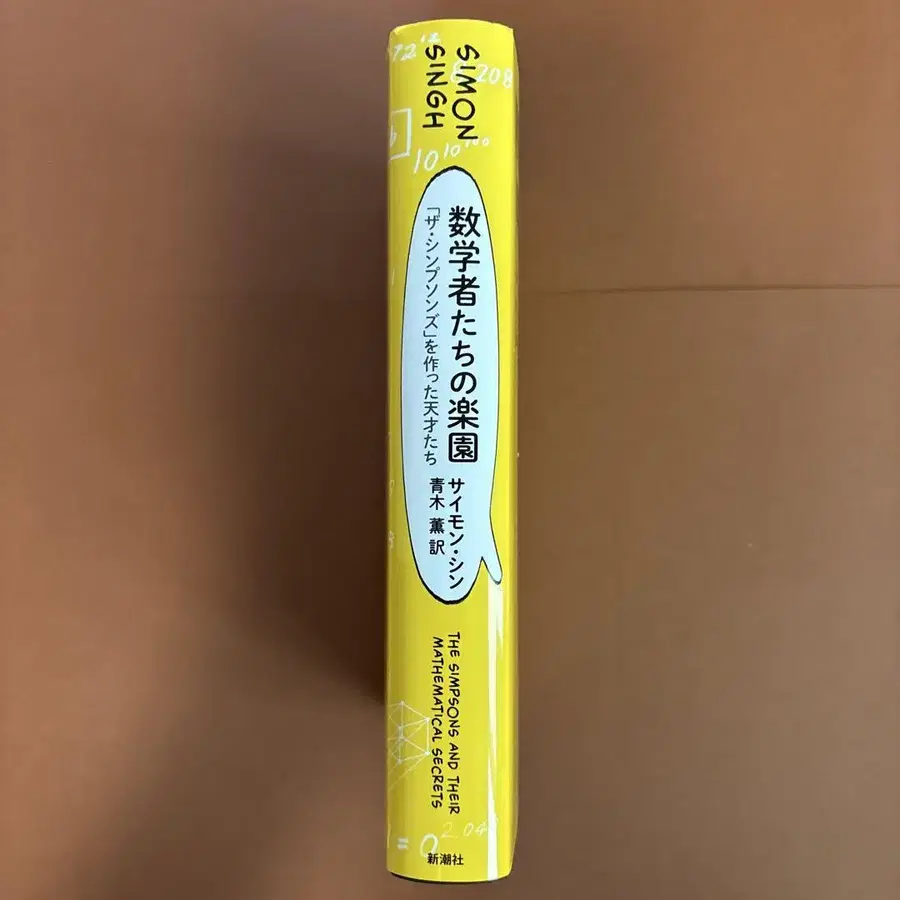 SIMON
SINGH
数学者たちの楽園
「ザ・シンプソンズ」を作った天才たち
サイモン・シン
青木 薫 訳
THE SIMPSONS AND THEIR
MATHEMATICAL SECRETS
新潮社
10^10^100